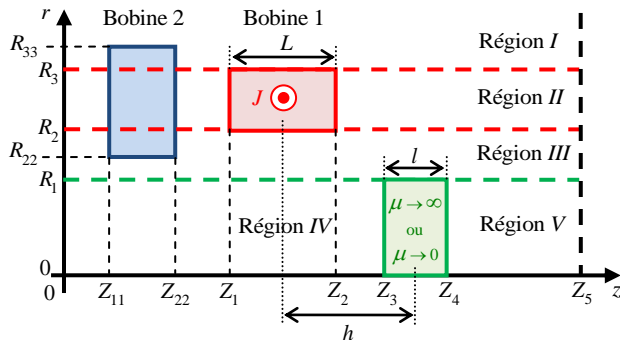 r Bobine 2 Bobine 1
R₃₃ L Région I
R₃
J Région II
R₂
R₂₂ l Région III
R₁
μ → ∞
Région IV ou Région V
μ → 0
0
0 Z₁₁ Z₂₂ Z₁ Z₂ Z₃ Z₄ Z₅ z
h